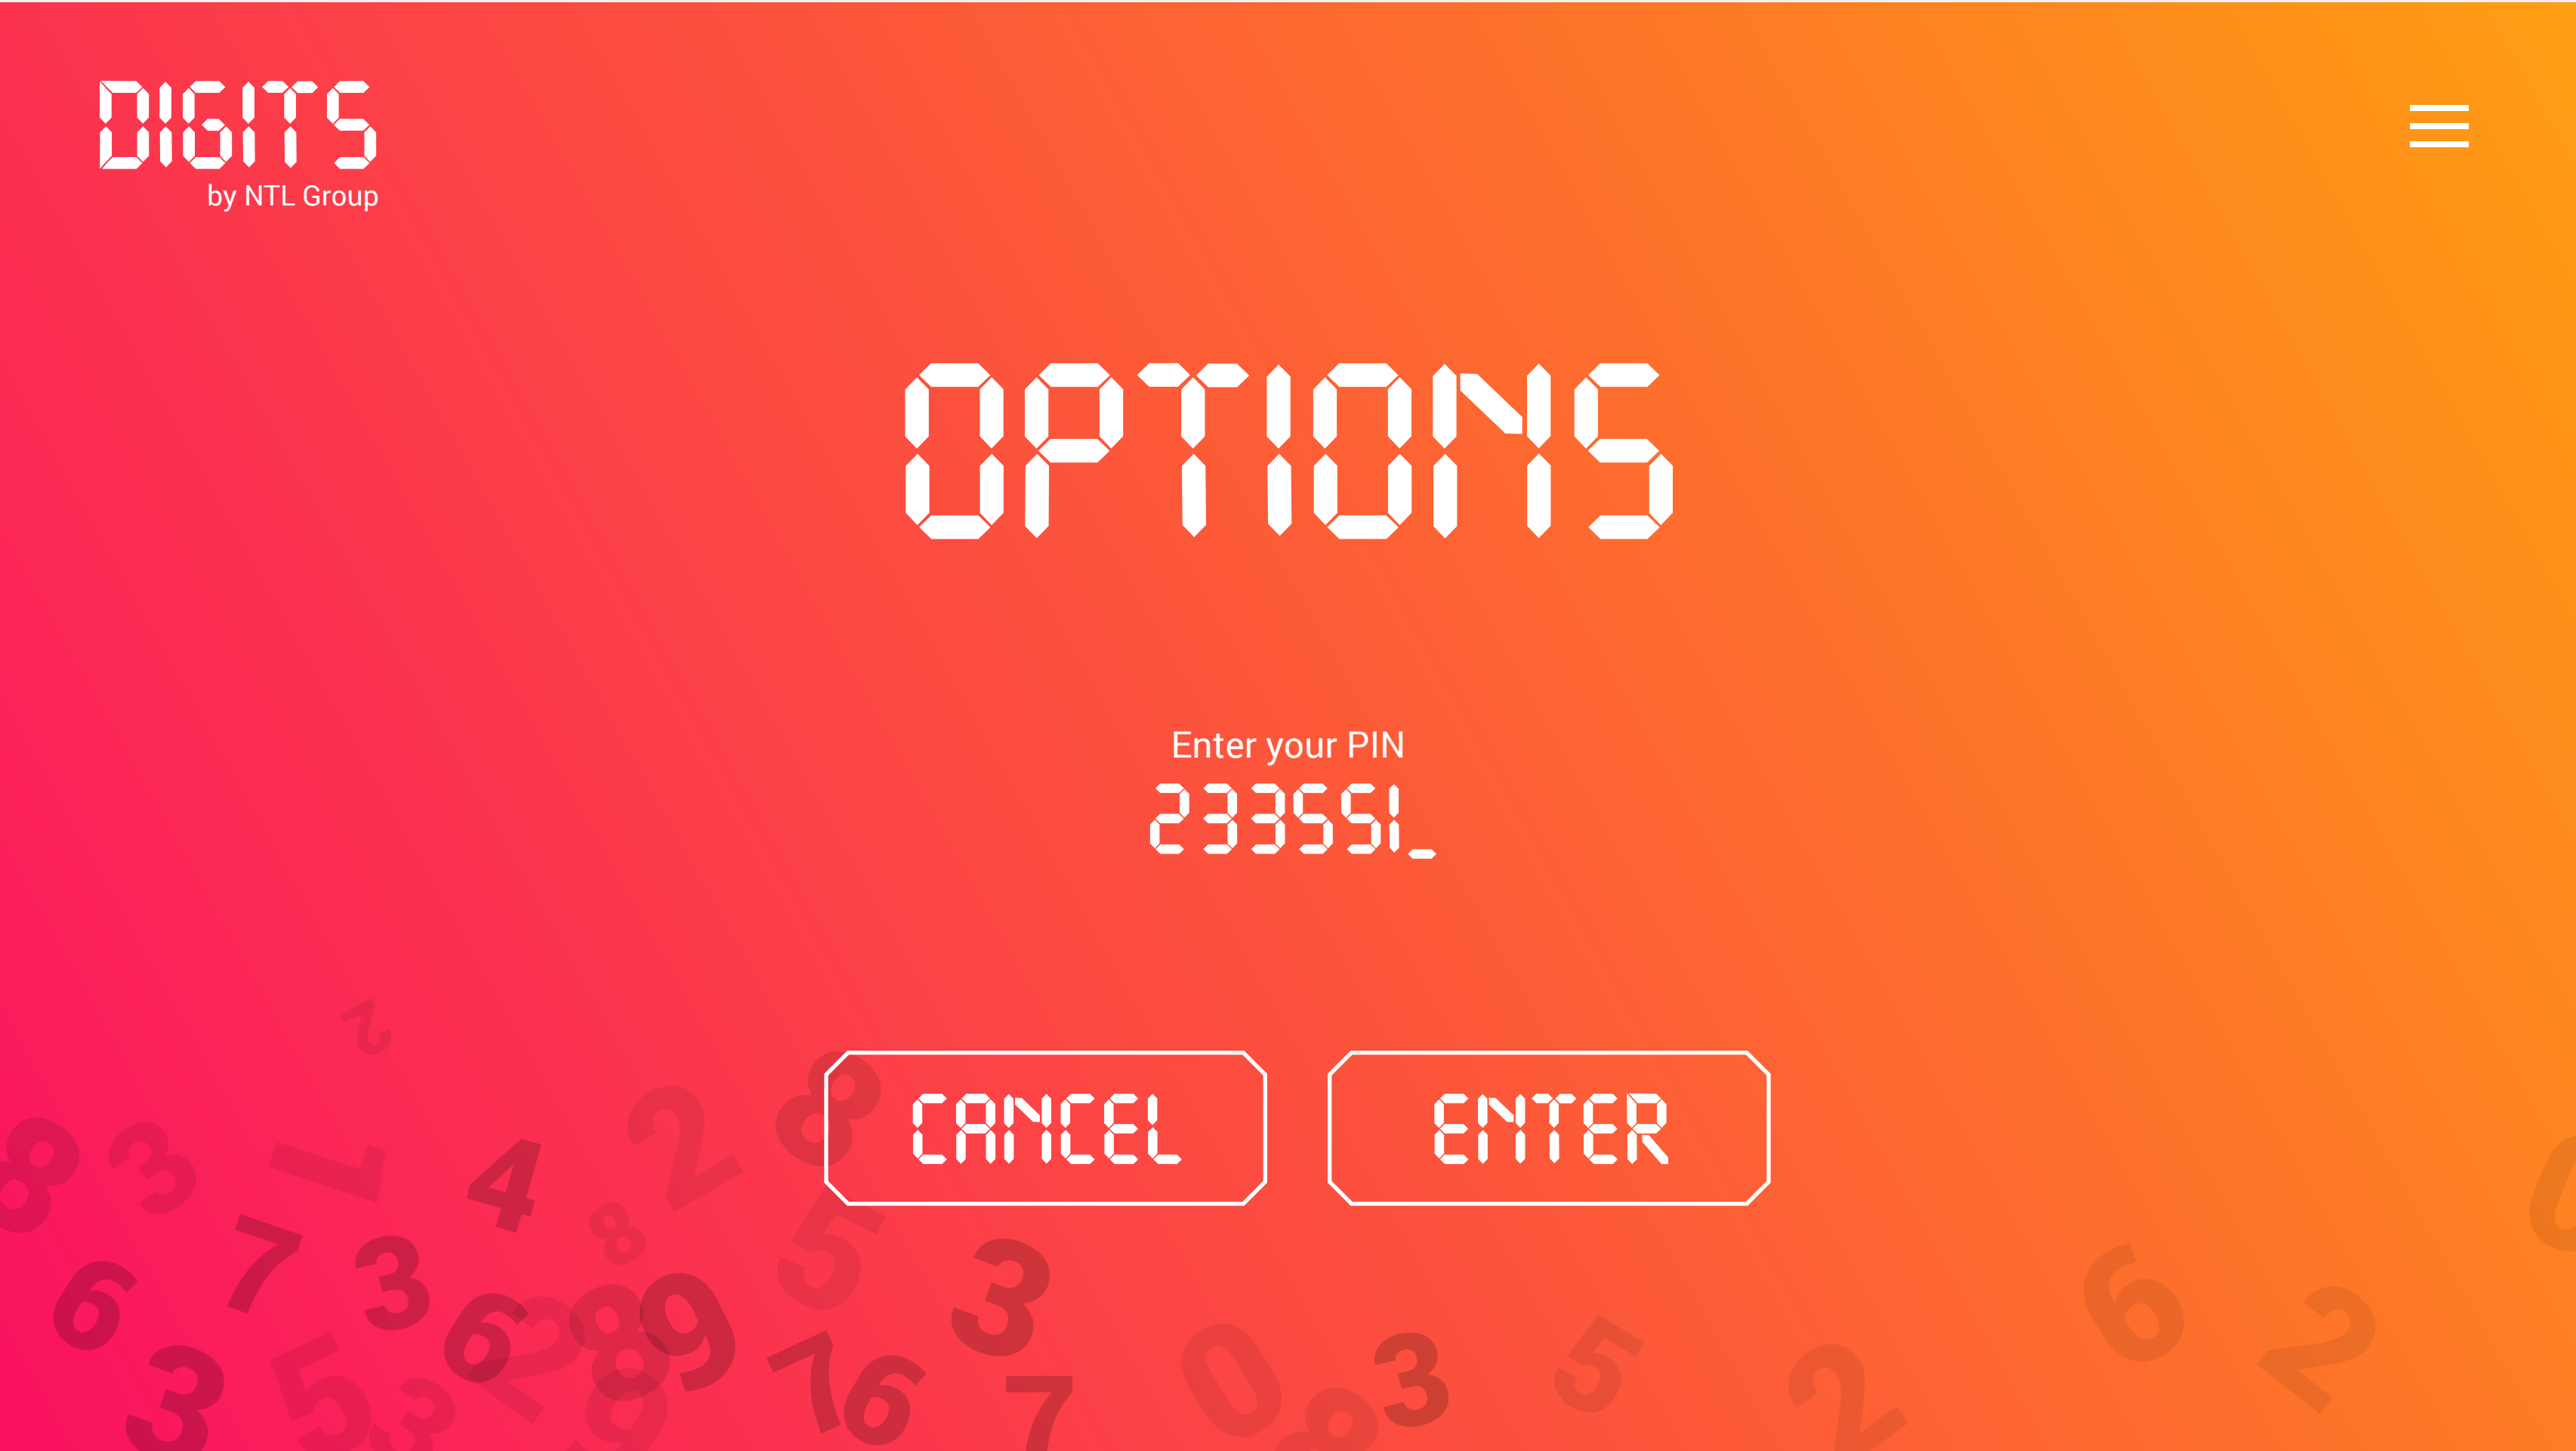 DIGITS
by NTL Group
OPTIONS
Enter your PIN
233551_
CANCEL
ENTER